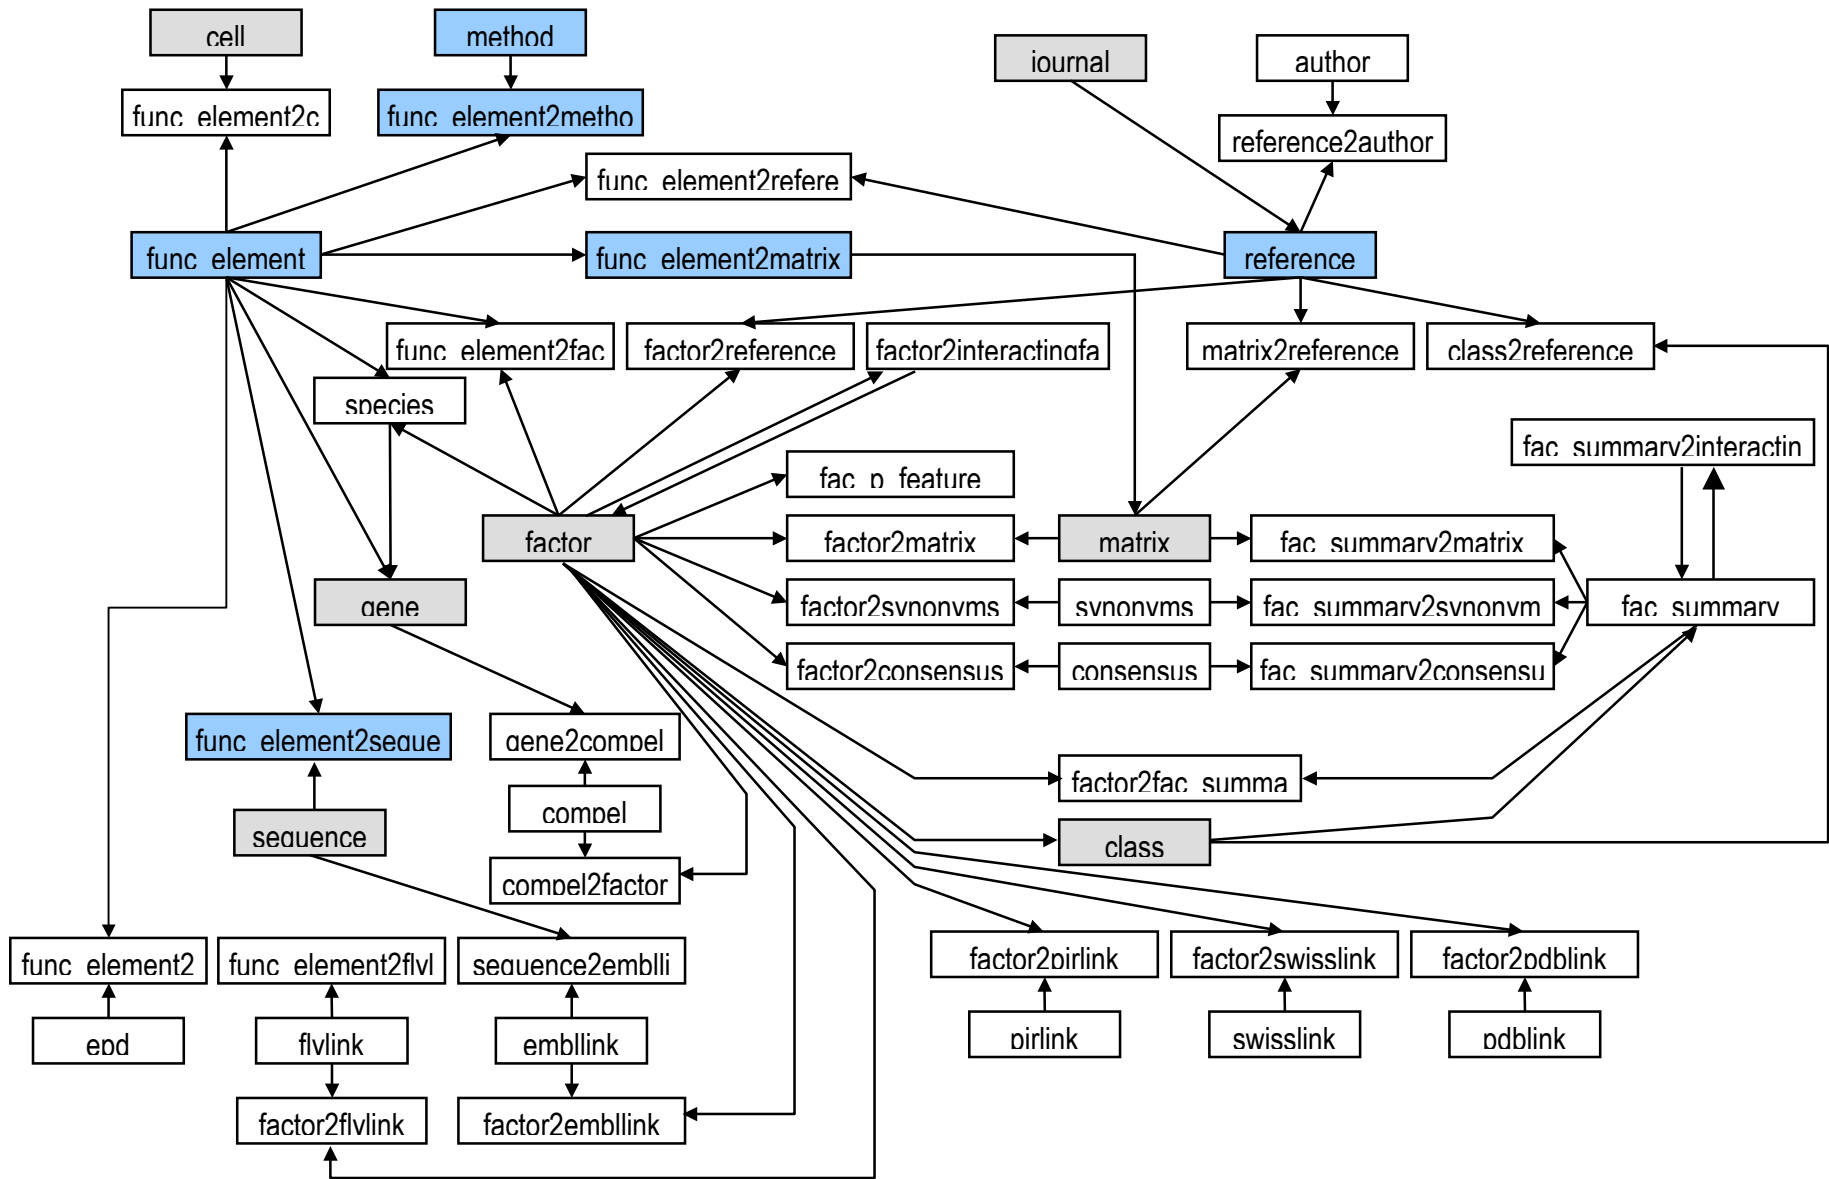 cell
method
journal
author
func_element2c
func_element2metho
reference2author
func_element2refere
func_element
func_element2matrix
reference
func_element2fac
factor2reference
factor2interactingfa
matrix2reference
class2reference
species
fac_summary2interactin
fac_p_feature
factor
factor2matrix
matrix
fac_summary2matrix
gene
factor2synonyms
synonyms
fac_summary2synonym
fac_summary
factor2consensus
consensus
fac_summary2consensu
func_element2seque
gene2compel
factor2fac_summa
compel
sequence
class
compel2factor
func_element2
func_element2flyl
sequence2emblli
factor2pirlink
factor2swisslink
factor2pdblink
epd
flylink
embllink
pirlink
swisslink
pdblink
factor2flylink
factor2embllink